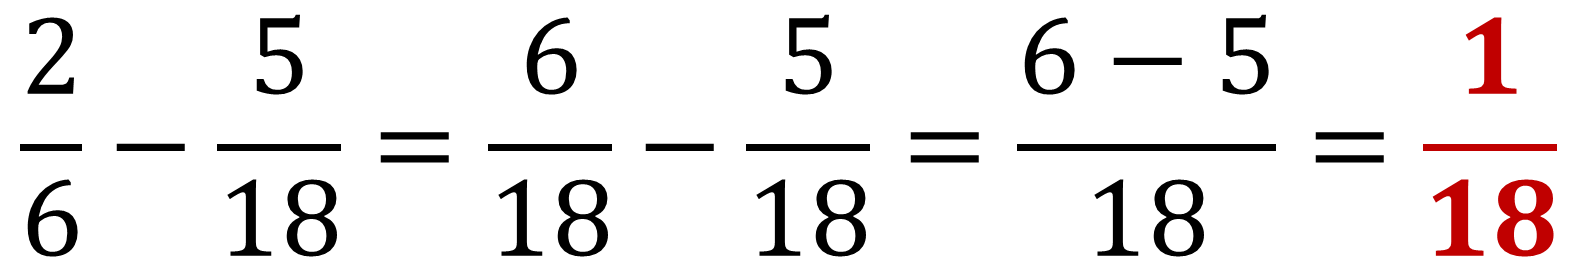 2/6 − 5/18 = 6/18 − 5/18 = (6 − 5)/18 = 1/18